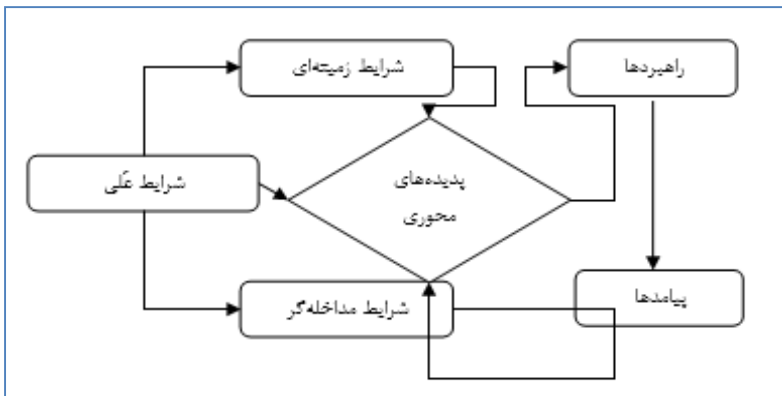 شرایط زمینه‌ای
راهبردها
شرایط علّی
پدیده‌های
محوری
شرایط مداخله‌گر
پیامدها